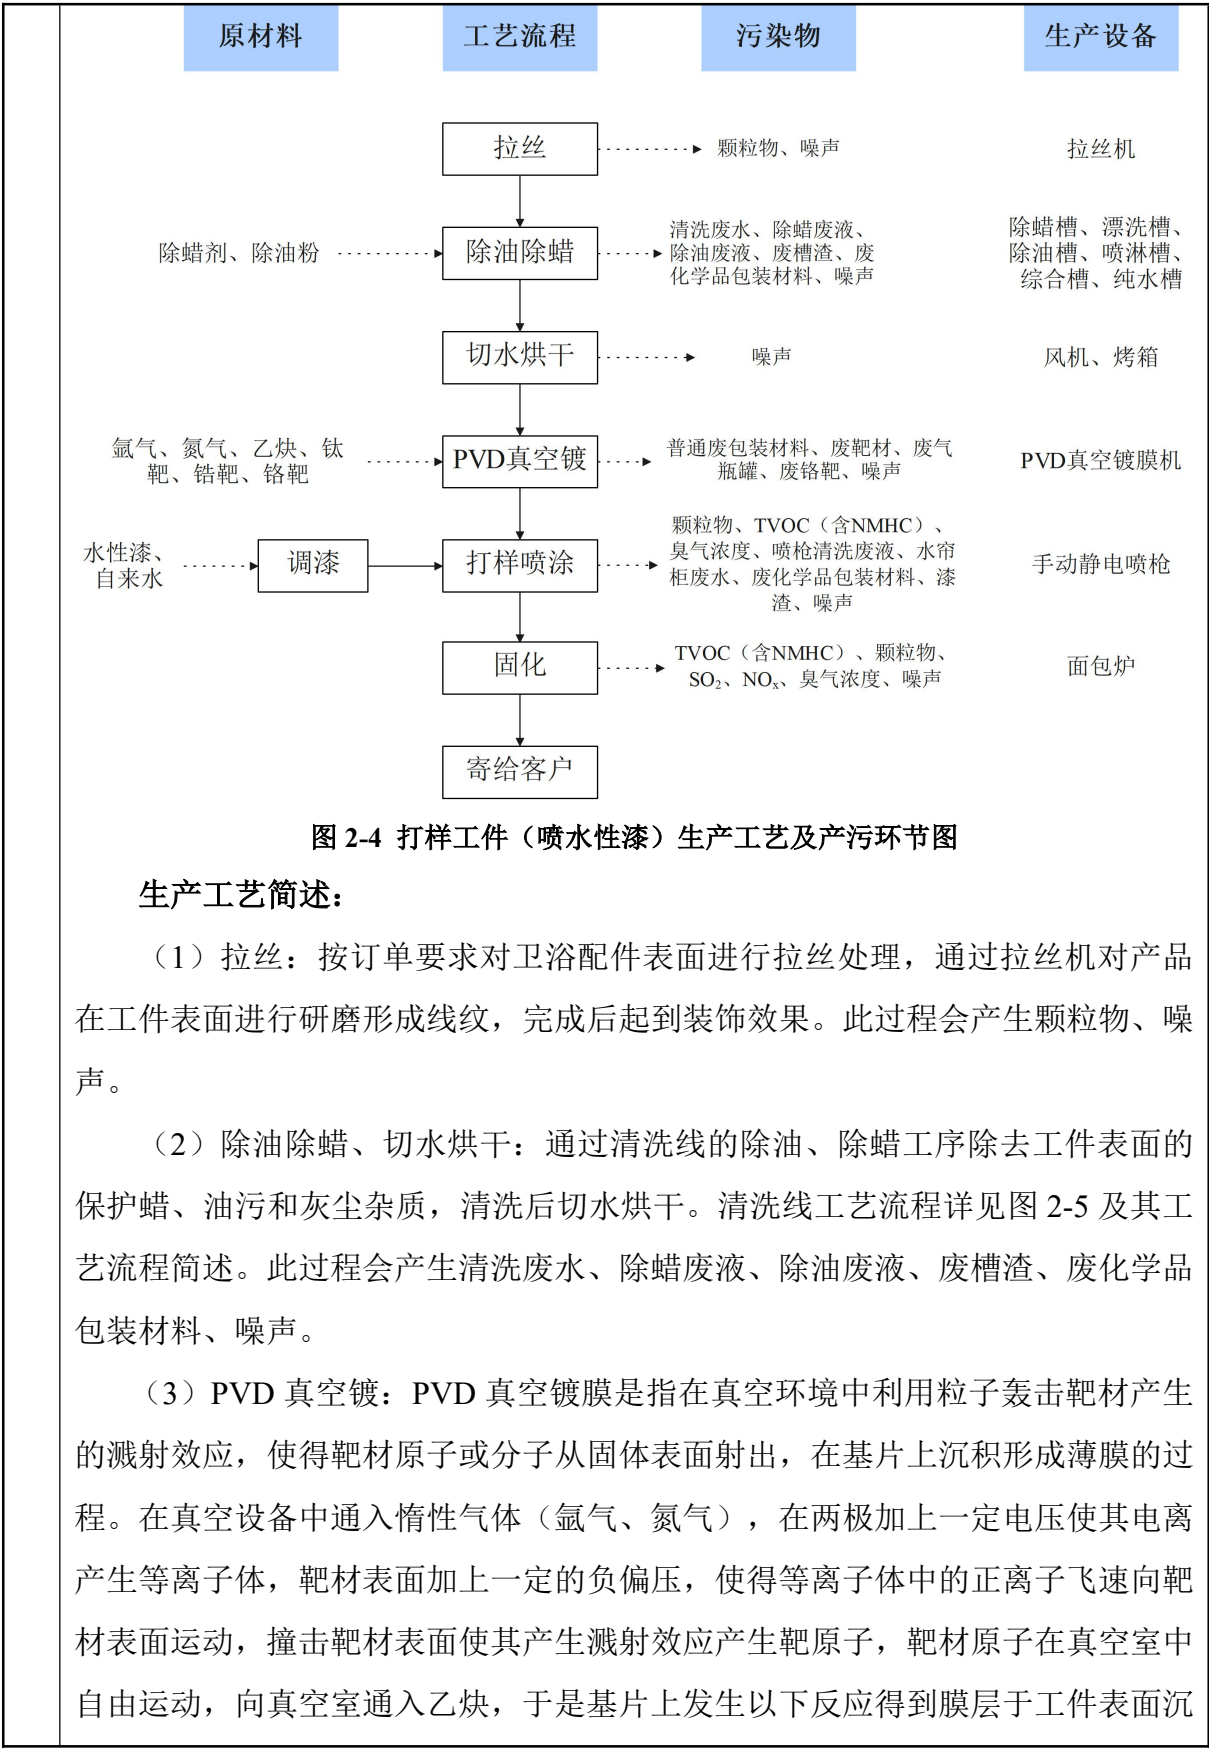 原材料 工艺流程 污染物 生产设备
拉丝 颗粒物、噪声 拉丝机
除蜡剂、除油粉 除油除蜡
清洗废水、除蜡废液、
除油废液、废槽渣、废
化学品包装材料、噪声
除蜡槽、漂洗槽、
除油槽、喷淋槽、
综合槽、纯水槽
切水烘干 噪声 风机、烤箱
氩气、氮气、乙炔、钛
靶、锆靶、铬靶
PVD真空镀
普通废包装材料、废靶材、废气
瓶罐、废铬靶、噪声
PVD真空镀膜机
水性漆、
自来水
调漆 打样喷涂
颗粒物、TVOC（含NMHC）、
臭气浓度、喷枪清洗废液、水帘
柜废水、废化学品包装材料、漆
渣、噪声
手动静电喷枪
固化
TVOC（含NMHC）、颗粒物、
SO₂、NOₓ、臭气浓度、噪声
面包炉
寄给客户
图 2-4 打样工件（喷水性漆）生产工艺及产污环节图
生产工艺简述：
（1）拉丝：按订单要求对卫浴配件表面进行拉丝处理，通过拉丝机对产品
在工件表面进行研磨形成线纹，完成后起到装饰效果。此过程会产生颗粒物、噪
声。
（2）除油除蜡、切水烘干：通过清洗线的除油、除蜡工序除去工件表面的
保护蜡、油污和灰尘杂质，清洗后切水烘干。清洗线工艺流程详见图 2-5 及其工
艺流程简述。此过程会产生清洗废水、除蜡废液、除油废液、废槽渣、废化学品
包装材料、噪声。
（3）PVD 真空镀：PVD 真空镀膜是指在真空环境中利用粒子轰击靶材产生
的溅射效应，使得靶材原子或分子从固体表面射出，在基片上沉积形成薄膜的过
程。在真空设备中通入惰性气体（氩气、氮气），在两极加上一定电压使其电离
产生等离子体，靶材表面加上一定的负偏压，使得等离子体中的正离子飞速向靶
材表面运动，撞击靶材表面使其产生溅射效应产生靶原子，靶材原子在真空室中
自由运动，向真空室通入乙炔，于是基片上发生以下反应得到膜层于工件表面沉